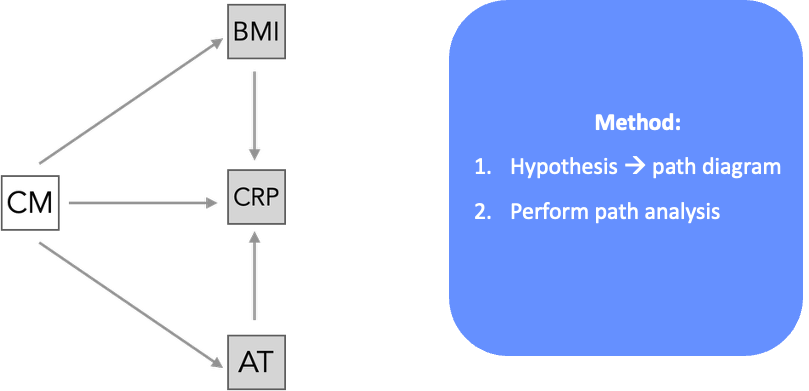 BMI
CM
CRP
AT
Method:
1. Hypothesis → path diagram
2. Perform path analysis